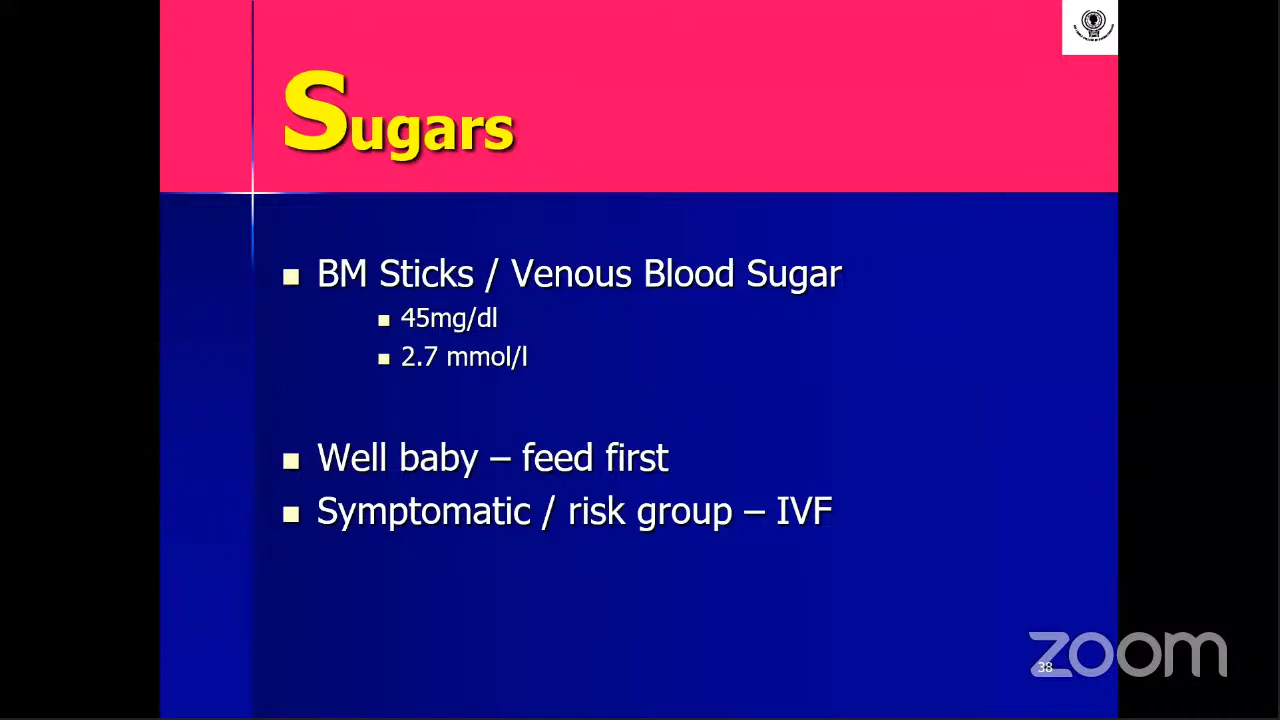 Sugars
BM Sticks / Venous Blood Sugar
45mg/dl
2.7 mmol/l
Well baby – feed first
Symptomatic / risk group – IVF
zoom
38